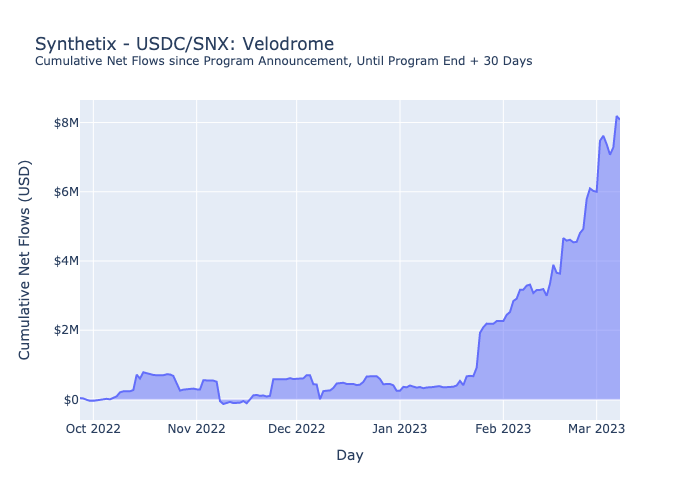 Synthetix - USDC/SNX: Velodrome
Cumulative Net Flows since Program Announcement, Until Program End + 30 Days
Cumulative Net Flows (USD)
$8M
$6M
$4M
$2M
$0
Oct 2022 Nov 2022 Dec 2022 Jan 2023 Feb 2023 Mar 2023
Day